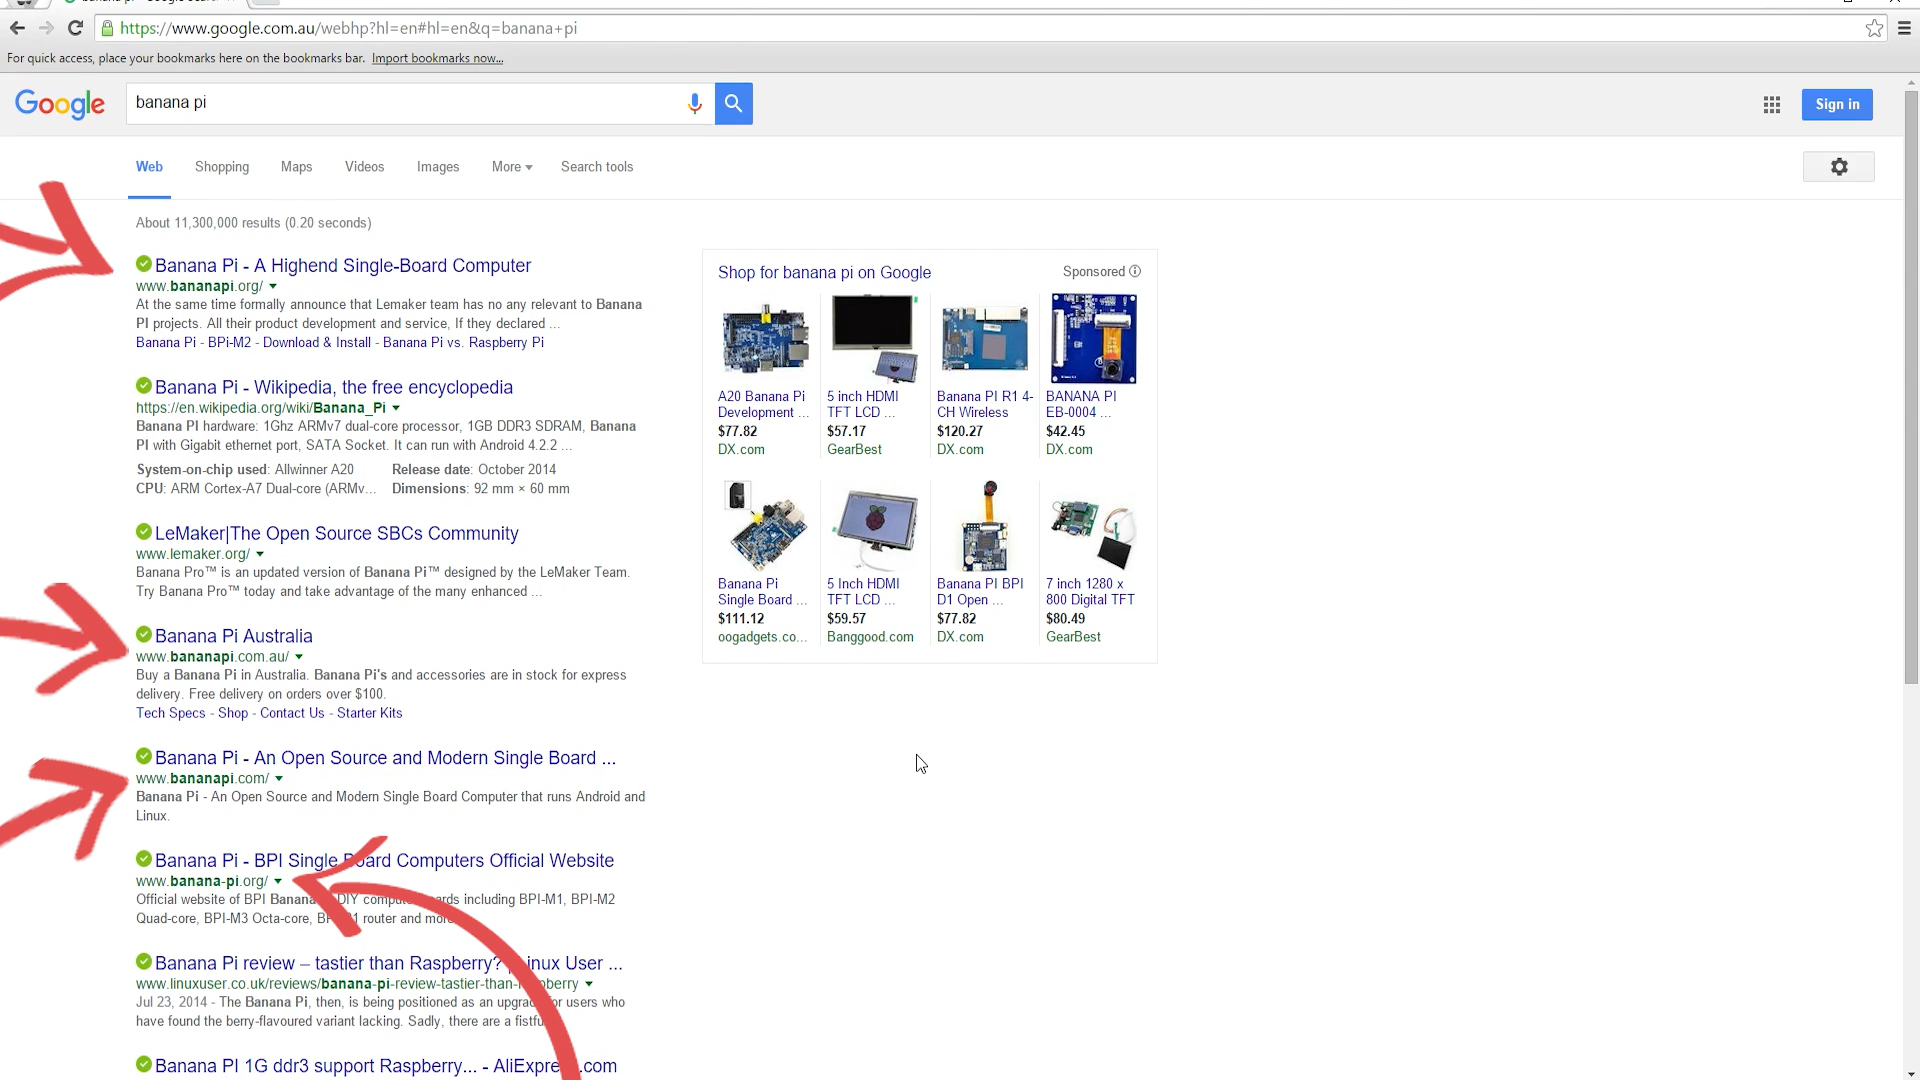 https://www.google.com.au/webhp?hl=en#hl=en&q=banana+pi
For quick access, place your bookmarks here on the bookmarks bar. Import bookmarks now...
Google
banana pi
Sign in
Web Shopping Maps Videos Images More Search tools
About 11,300,000 results (0.20 seconds)
Banana Pi - A Highend Single-Board Computer
www.bananapi.org/
At the same time formally announce that Lemaker team has no any relevant to Banana
PI projects. All their product development and service, If they declared ...
Banana Pi - BPi-M2 - Download & Install - Banana Pi vs. Raspberry Pi
Banana Pi - Wikipedia, the free encyclopedia
https://en.wikipedia.org/wiki/Banana_Pi
Banana PI hardware: 1Ghz ARMv7 dual-core processor, 1GB DDR3 SDRAM, Banana
PI with Gigabit ethernet port, SATA Socket. It can run with Android 4.2.2 ...
System-on-chip used: Allwinner A20 Release date: October 2014
CPU: ARM Cortex-A7 Dual-core (ARMv... Dimensions: 92 mm × 60 mm
LeMaker|The Open Source SBCs Community
www.lemaker.org/
Banana Pro™ is an updated version of Banana Pi™ designed by the LeMaker Team.
Try Banana Pro™ today and take advantage of the many enhanced ...
Banana Pi Australia
www.bananapi.com.au/
Buy a Banana Pi in Australia. Banana Pi's and accessories are in stock for express
delivery. Free delivery on orders over $100.
Tech Specs - Shop - Contact Us - Starter Kits
Banana Pi - An Open Source and Modern Single Board ...
www.bananapi.com/
Banana Pi - An Open Source and Modern Single Board Computer that runs Android and
Linux.
Banana Pi - BPI Single Board Computers Official Website
www.banana-pi.org/
Official website of BPI Banana DIY including BPI-M1, BPI-M2
Quad-core, BPI-M3 Octa-core, router and more
Banana Pi review – tastier than Raspberry? Linux User ...
www.linuxuser.co.uk/reviews/banana-pi-review-tastier-than-raspberry
Jul 23, 2014 - The Banana Pi, then, is being positioned as an upgrade for users who
have found the berry-flavoured variant lacking. Sadly, there are a
Banana PI 1G ddr3 support Raspberry... - AliExpress.com
Shop for banana pi on Google Sponsored
A20 Banana Pi
Development ...
$77.82
DX.com
5 inch HDMI
TFT LCD ...
$57.17
GearBest
Banana PI R1 4-
CH Wireless
$120.27
DX.com
BANANA PI
EB-0004 ...
$42.45
DX.com
Banana Pi
Single Board ...
$111.12
oogadgets.co...
5 Inch HDMI
TFT LCD ...
$59.57
Banggood.com
Banana PI BPI
D1 Open ...
$77.82
DX.com
7 inch 1280 x
800 Digital TFT
$80.49
GearBest